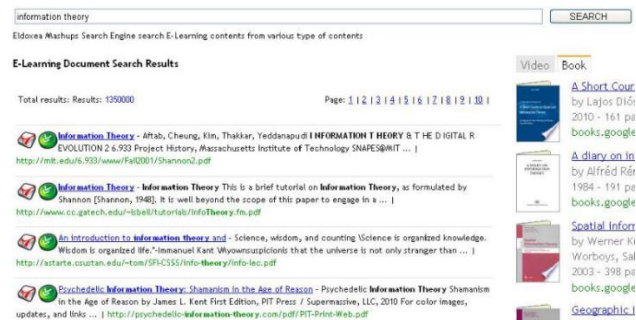 information theory
SEARCH
Eldoxea Mashups Search Engine search E-Learning contents from various type of contents
E-Learning Document Search Results
Total results: Results: 1350000
Page: 1 | 2 | 3 | 4 | 5 | 6 | 7 | 8 | 9 | 10 |
Information Theory - Aftab, Cheung, Kim, Thakkar, Yeddanapudi I NFORMATION T HEORY & T HE D IGITAL R
EVOLUTION 2 6.933 Project History, Massachusetts Institute of Technology SNAPES@MIT ... |
http://mit.edu/6.933/www/Fall2001/Shannon2.pdf
Information Theory - Information Theory This is a brief tutorial on Information Theory, as formulated by
Shannon [Shannon, 1948]. It is well beyond the scope of this paper to engage in a ... |
http://www.cc.gatech.edu/~isbell/tutorials/InfoTheory.fm.pdf
An introduction to information theory and - Science, wisdom, and counting \Science is organized knowledge.
Wisdom is organized life."-Immanuel Kant \Myownsuspicionis that the universe is not only stranger than ... |
http://astarte.csustan.edu/~tom/SFI-CSSS/info-theory/info-lec.pdf
Psychedelic Information Theory: Shamanism in the Age of Reason - Psychedelic Information Theory Shamanism
in the Age of Reason by James L. Kent First Edition, PIT Press / Supermassive, LLC, 2010 For color images,
updates, and links ... | http://psychedelic-information-theory.com/pdf/PIT-Print-Web.pdf
Video Book
A Short Cour
by Lajos Diós
2010 - 161 pa
books.google
A diary on in
by Alfréd Rén
1984 - 191 pa
books.google
Spatial inform
by Werner Ku
Worboys, Sal
2003 - 398 pa
books.google
Geographic i